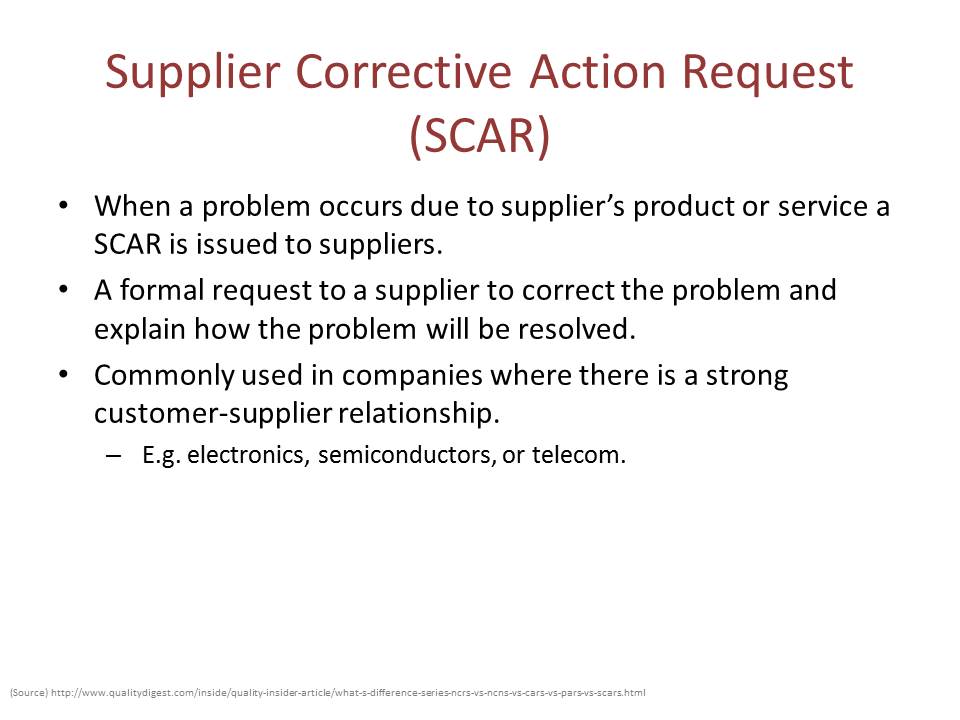 Supplier Corrective Action Request
(SCAR)
• When a problem occurs due to supplier’s product or service a
SCAR is issued to suppliers.
• A formal request to a supplier to correct the problem and
explain how the problem will be resolved.
• Commonly used in companies where there is a strong
customer-supplier relationship.
– E.g. electronics, semiconductors, or telecom.
(Source) http://www.qualitydigest.com/inside/quality-insider-article/what-s-difference-series-ncrs-vs-ncns-vs-cars-vs-pars-vs-scars.html